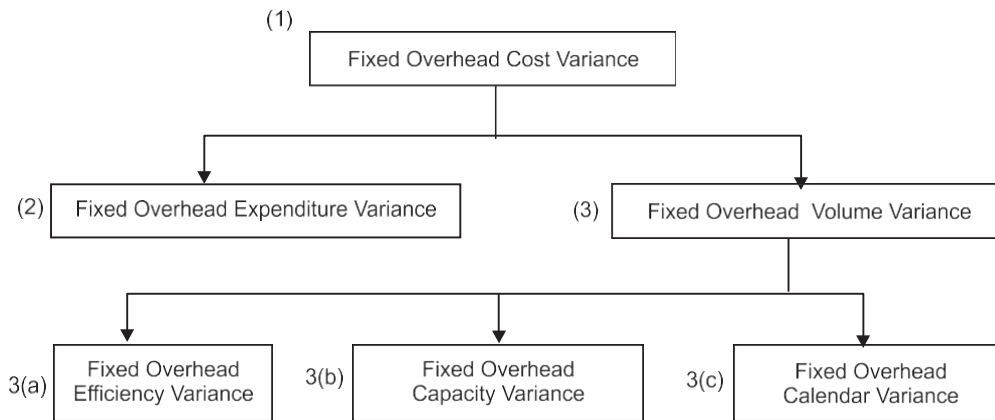 (1)
Fixed Overhead Cost Variance
(2)
Fixed Overhead Expenditure Variance
(3)
Fixed Overhead Volume Variance
3(a)
Fixed Overhead
Efficiency Variance
3(b)
Fixed Overhead
Capacity Variance
3(c)
Fixed Overhead
Calendar Variance